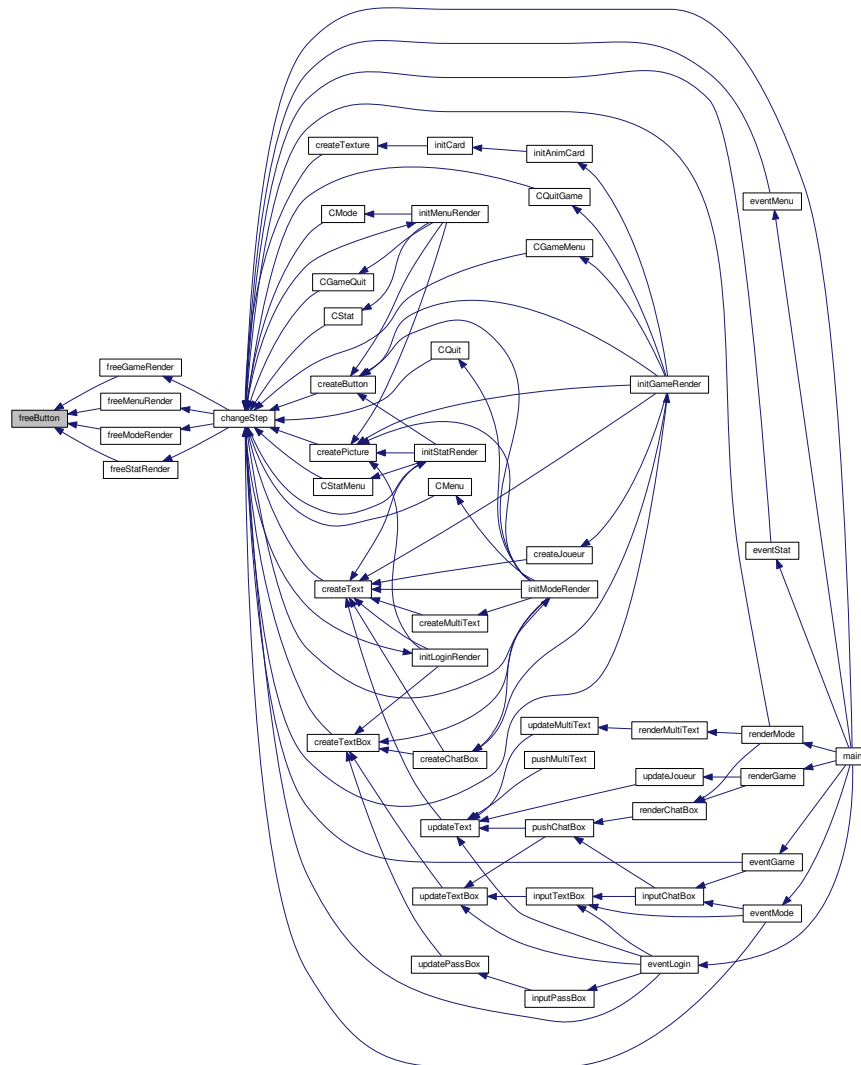 createTexture
initCard
initAnimCard
CQuitGame
eventMenu
CMode
initMenuRender
CGameMenu
CGameQuit
CStat
CQuit
freeGameRender
createButton
initGameRender
freeMenuRender
freeButton
changeStep
freeModeRender
createPicture
initStatRender
freeStatRender
CStatMenu
CMenu
createJoueur
eventStat
createText
initModeRender
createMultiText
initLoginRender
updateMultiText
renderMultiText
renderMode
createTextBox
createChatBox
pushMultiText
main
updateJoueur
renderGame
renderChatBox
updateText
pushChatBox
eventGame
updateTextBox
inputTextBox
inputChatBox
eventMode
updatePassBox
eventLogin
inputPassBox